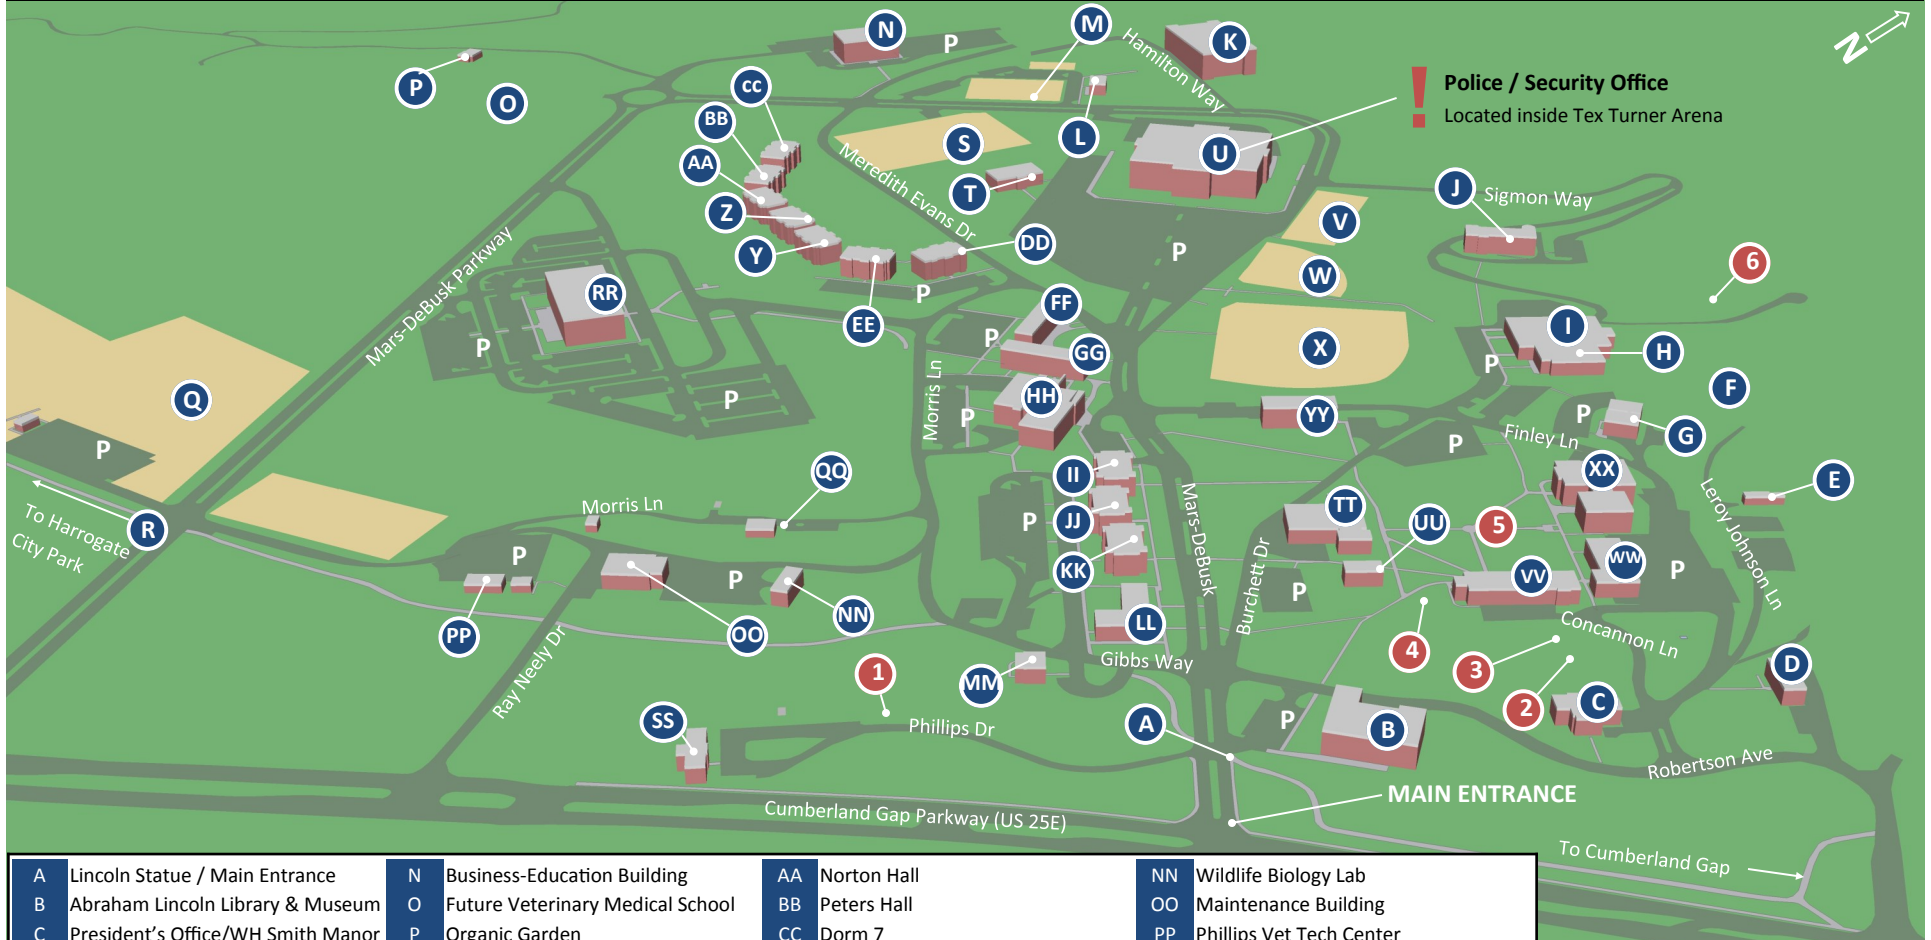 N
P
M
K
Hamilton Way
N
P
O
cc
BB
AA
Z
Y
S
L
T
U
Meredith Evans Dr
Police / Security Office
Located inside Tex Turner Arena
J
Sigmon Way
V
W
X
P
6
DD
EE
P
Mars-DeBusk Parkway
RR
P
P
FF
GG
HH
P
P
Morris Ln
I
H
P
F
G
P
Finley Ln
YY
P
XX
E
Leroy Johnson Ln
Q
P
To Harrogate
City Park
R
Morris Ln
QQ
II
JJ
KK
P
Mars-DeBusk
TT
UU
5
Burchett Dr
P
VV
WW
P
P
P
PP
OO
NN
LL
Gibbs Way
MM
4
3
2
Concannon Ln
C
D
Ray Neely Dr
1
SS
Phillips Dr
A
P
B
Robertson Ave
MAIN ENTRANCE
Cumberland Gap Parkway (US 25E)
To Cumberland Gap
A Lincoln Statue / Main Entrance
B Abraham Lincoln Library & Museum
C President's Office/WH Smith Manor
N Business-Education Building
O Future Veterinary Medical School
P Organic Garden
AA Norton Hall
BB Peters Hall
CC Dorm 7
NN Wildlife Biology Lab
OO Maintenance Building
PP Phillips Vet Tech Center